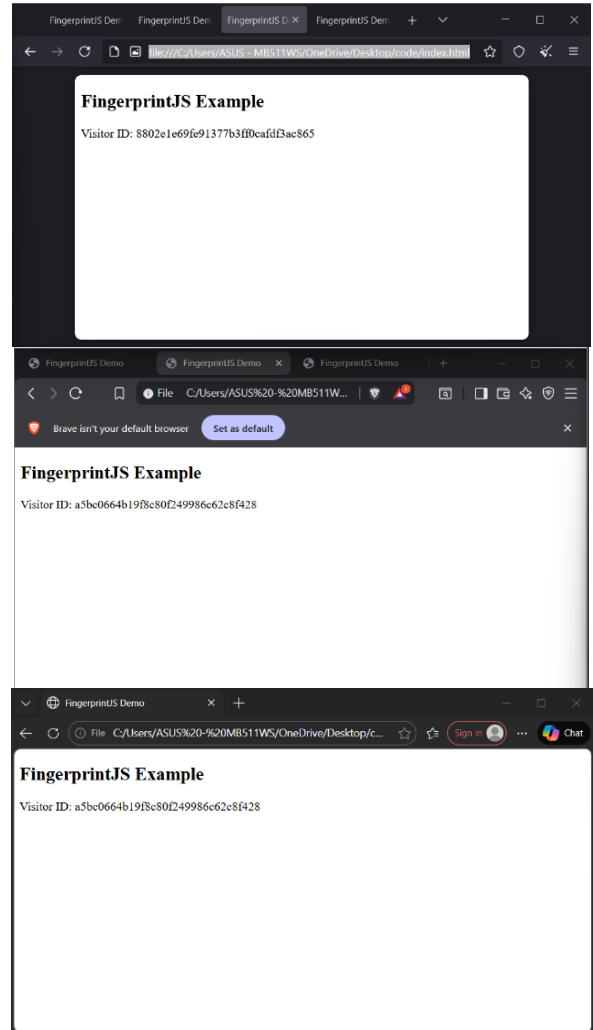 FingerprintJS Dem FingerprintJS Dem FingerprintJS D × FingerprintJS Dem
file:///C:/Users/ASUS - MB511WS/OneDrive/Desktop/code/index.html
FingerprintJS Example
Visitor ID: 8802e1e69fe91377b3ff0cafdf3ac865
FingerprintJS Demo FingerprintJS Demo × FingerprintJS Demo
File C:/Users/ASUS%20-%20MB511W...
Brave isn't your default browser Set as default ×
FingerprintJS Example
Visitor ID: a5bc0664b19f8c80f249986c62c8f428
FingerprintJS Demo ×
File C:/Users/ASUS%20-%20MB511WS/OneDrive/Desktop/c... Sign in ... Chat
FingerprintJS Example
Visitor ID: a5bc0664b19f8c80f249986c62c8f428